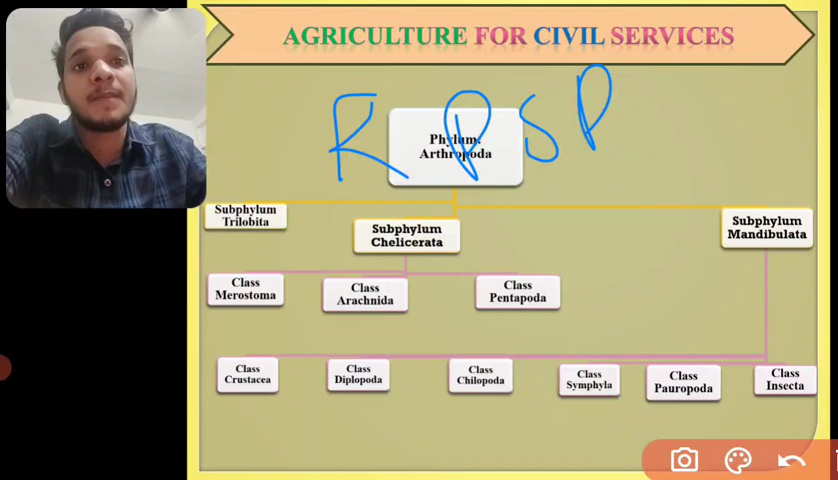 AGRICULTURE FOR CIVIL SERVICES
R P S P
Phylum:
Arthropoda
Subphylum
Trilobita
Subphylum
Chelicerata
Subphylum
Mandibulata
Class
Merostoma
Class
Arachnida
Class
Pentapoda
Class
Crustacea
Class
Diplopoda
Class
Chilopoda
Class
Symphyla
Class
Pauropoda
Class
Insecta